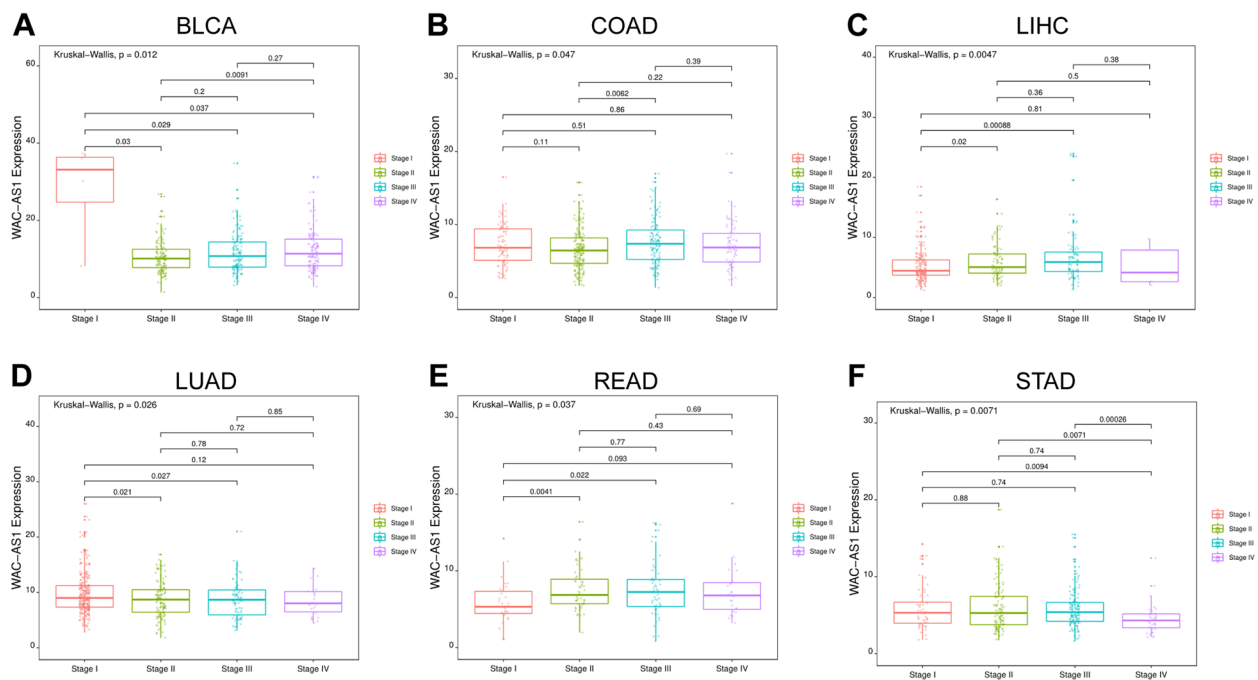 A
BLCA
Kruskal−Wallis, p = 0.012
WAC−AS1 Expression
60
40
20
0
0.27
0.0091
0.2
0.037
0.029
0.03
Stage I
Stage II
Stage III
Stage IV
Stage I
Stage II
Stage III
Stage IV
B
COAD
Kruskal−Wallis, p = 0.047
WAC−AS1 Expression
30
20
10
0
0.39
0.22
0.0062
0.86
0.51
0.11
Stage I
Stage II
Stage III
Stage IV
Stage I
Stage II
Stage III
Stage IV
C
LIHC
Kruskal−Wallis, p = 0.0047
WAC−AS1 Expression
40
30
20
10
0
0.38
0.5
0.36
0.81
0.00088
0.02
Stage I
Stage II
Stage III
Stage IV
Stage I
Stage II
Stage III
Stage IV
D
LUAD
Kruskal−Wallis, p = 0.026
WAC−AS1 Expression
40
30
20
10
0
0.85
0.72
0.78
0.12
0.027
0.021
Stage I
Stage II
Stage III
Stage IV
Stage I
Stage II
Stage III
Stage IV
E
READ
Kruskal−Wallis, p = 0.037
WAC−AS1 Expression
30
20
10
0
0.69
0.43
0.77
0.093
0.022
0.0041
Stage I
Stage II
Stage III
Stage IV
Stage I
Stage II
Stage III
Stage IV
F
STAD
Kruskal−Wallis, p = 0.0071
WAC−AS1 Expression
30
20
10
0
0.00026
0.0071
0.74
0.0094
0.74
0.88
Stage I
Stage II
Stage III
Stage IV
Stage I
Stage II
Stage III
Stage IV